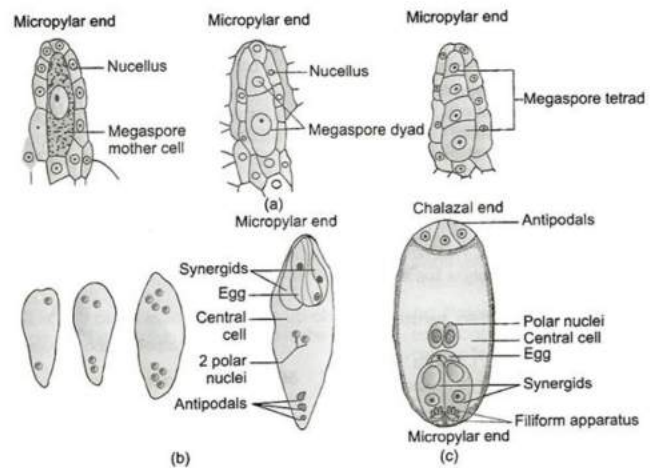 Micropylar end
Nucellus
Megaspore
mother cell
Micropylar end
Nucellus
Megaspore dyad
Micropylar end
Megaspore tetrad
(a)
Micropylar end
Synergids
Egg
Central
cell
2 polar
nuclei
Antipodals
(b)
Chalazal end
Antipodals
Polar nuclei
Central cell
Egg
Synergids
Filiform apparatus
Micropylar end
(c)